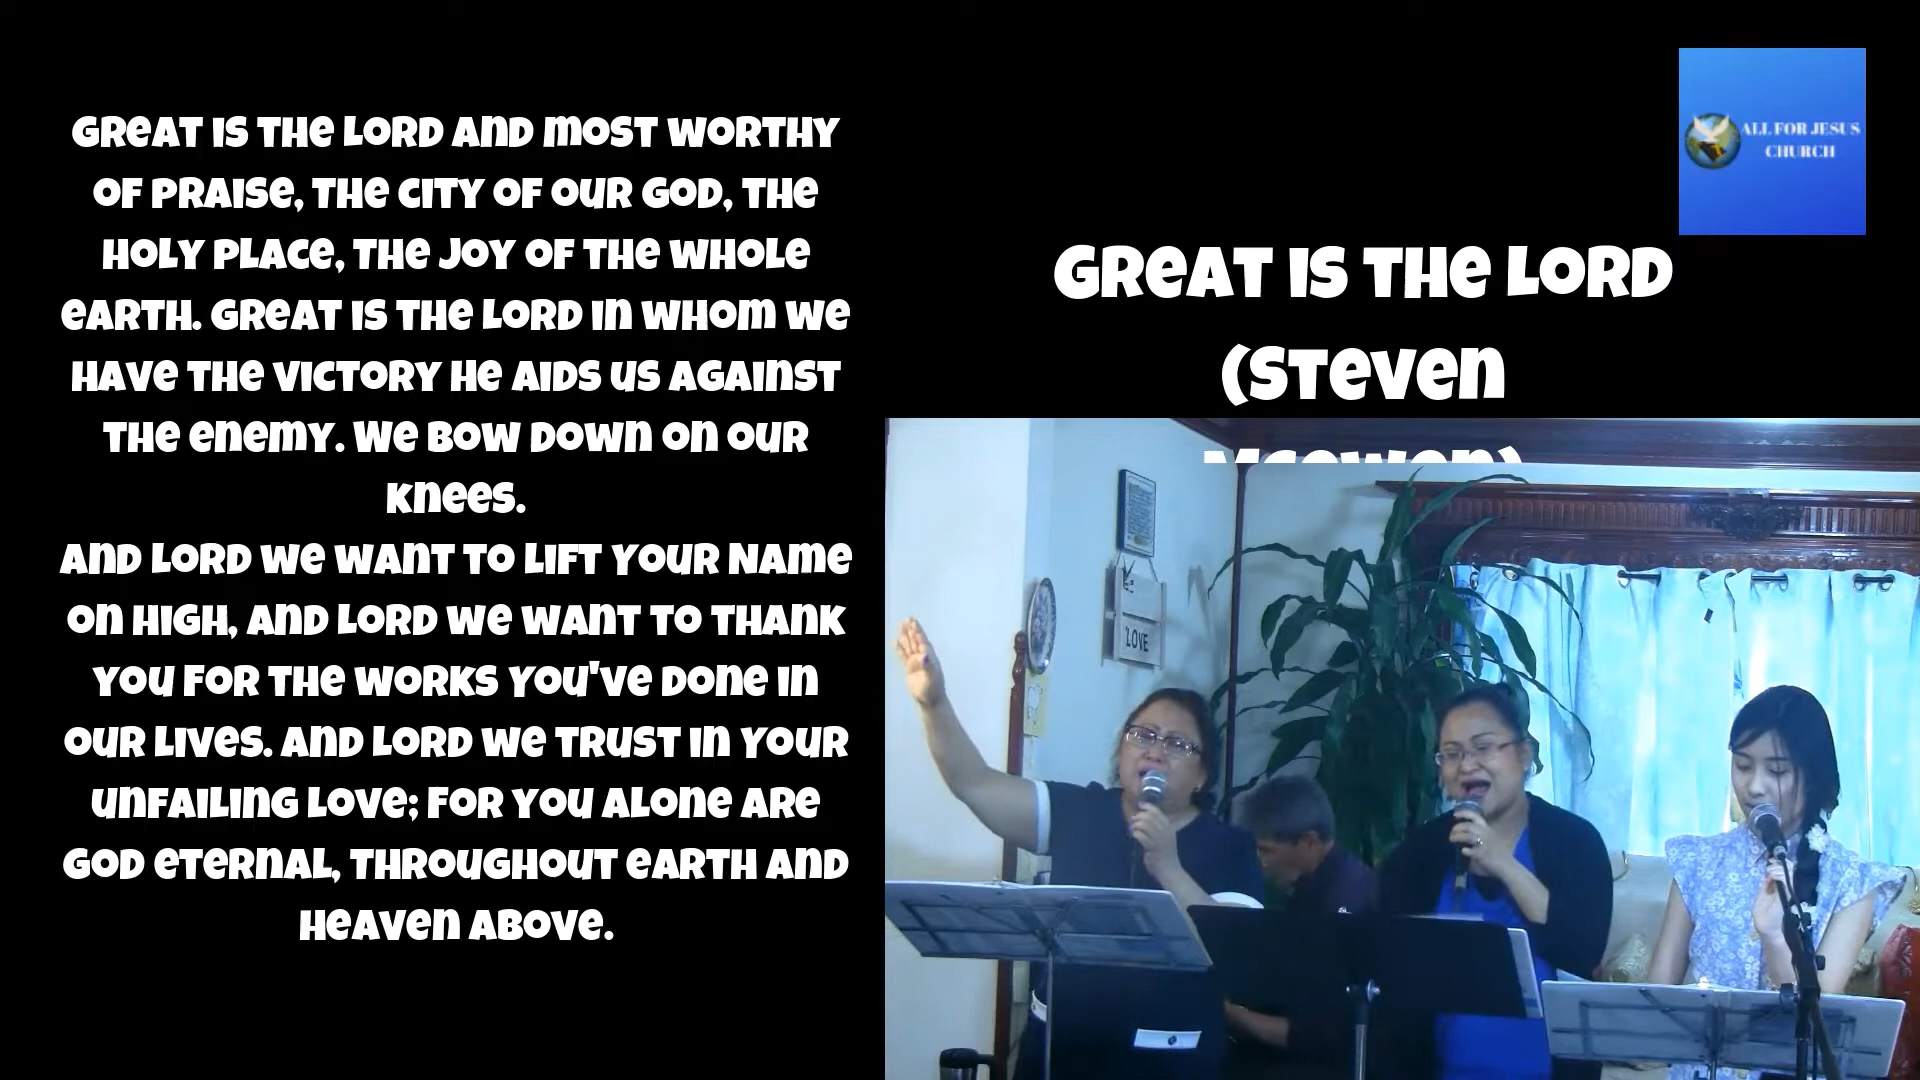 GREAT IS THE LORD AND MOST WORTHY
OF PRAISE, THE CITY OF OUR GOD, THE
HOLY PLACE, THE JOY OF THE WHOLE
EARTH. GREAT IS THE LORD IN WHOM WE
HAVE THE VICTORY HE AIDS US AGAINST
THE ENEMY. WE BOW DOWN ON OUR
KNEES.
AND LORD WE WANT TO LIFT YOUR NAME
ON HIGH, AND LORD WE WANT TO THANK
YOU FOR THE WORKS YOU'VE DONE IN
OUR LIVES. AND LORD WE TRUST IN YOUR
UNFAILING LOVE; FOR YOU ALONE ARE
GOD ETERNAL, THROUGHOUT EARTH AND
HEAVEN ABOVE.
ALL FOR JESUS
CHURCH
GREAT IS THE LORD
(STEVEN
LOVE